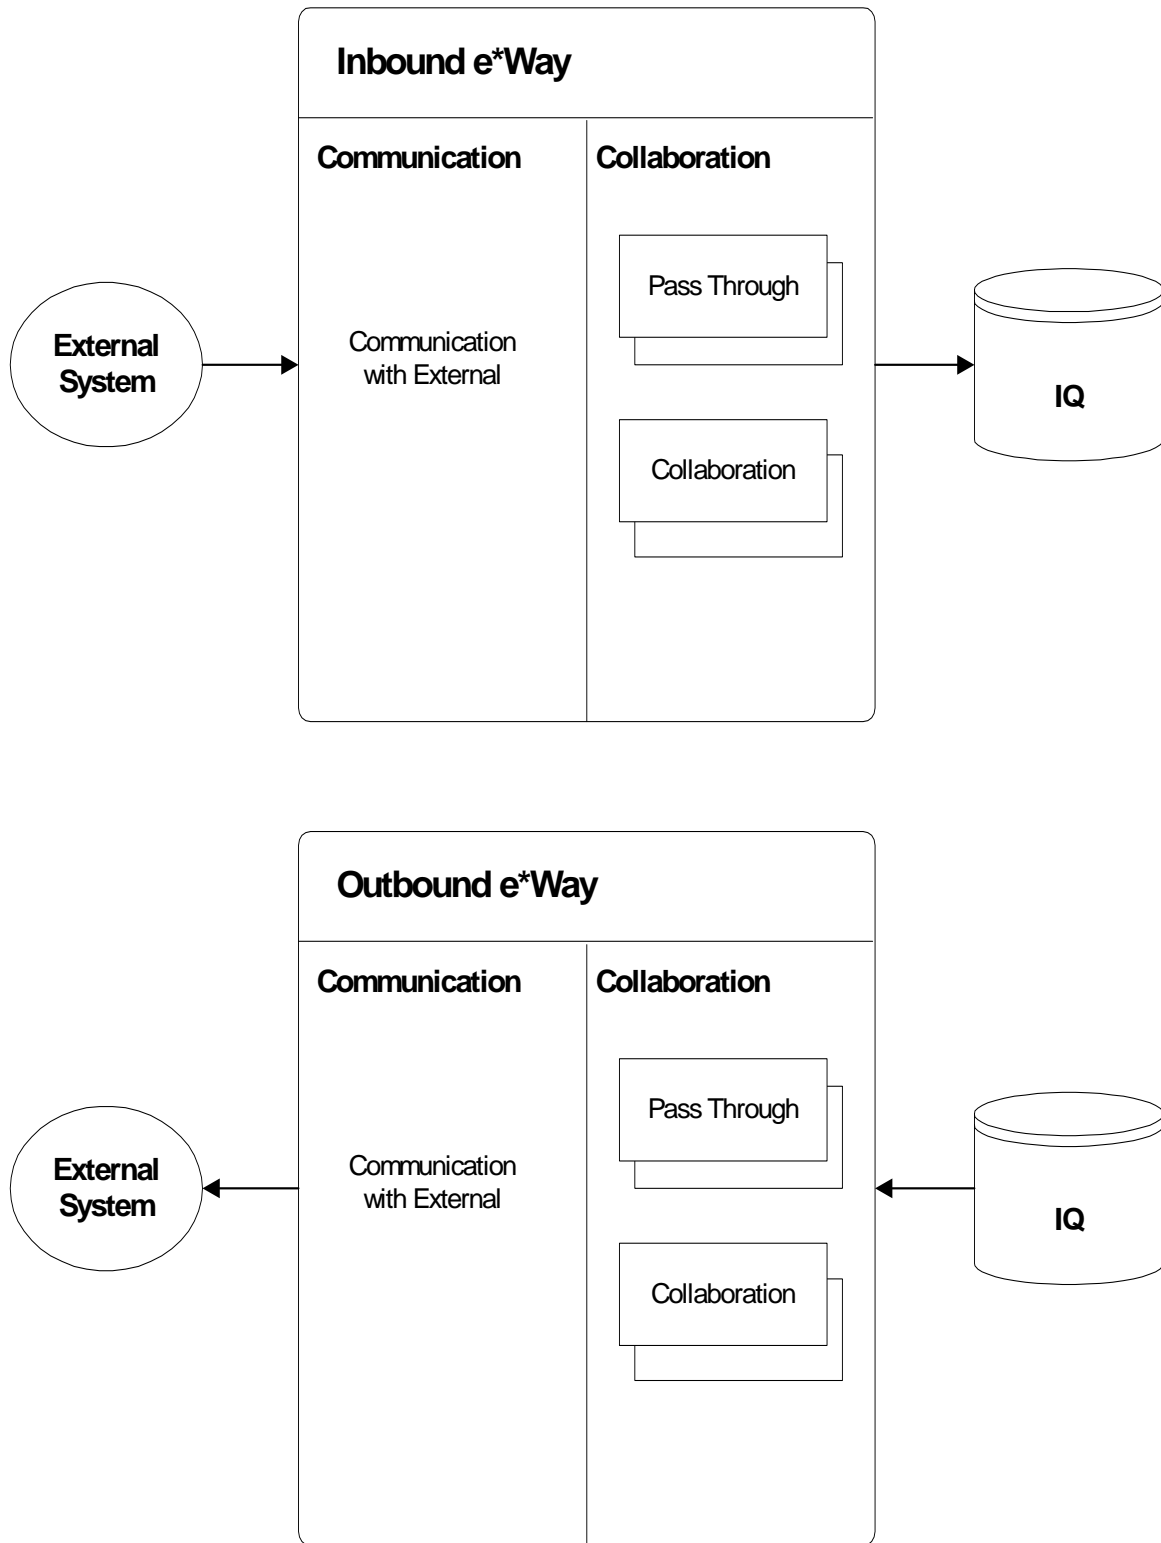 Inbound e*Way
Communication
Collaboration
Pass Through
External
System
Communication
with External
IQ
Collaboration
Outbound e*Way
Communication
Collaboration
Pass Through
External
System
Communication
with External
IQ
Collaboration